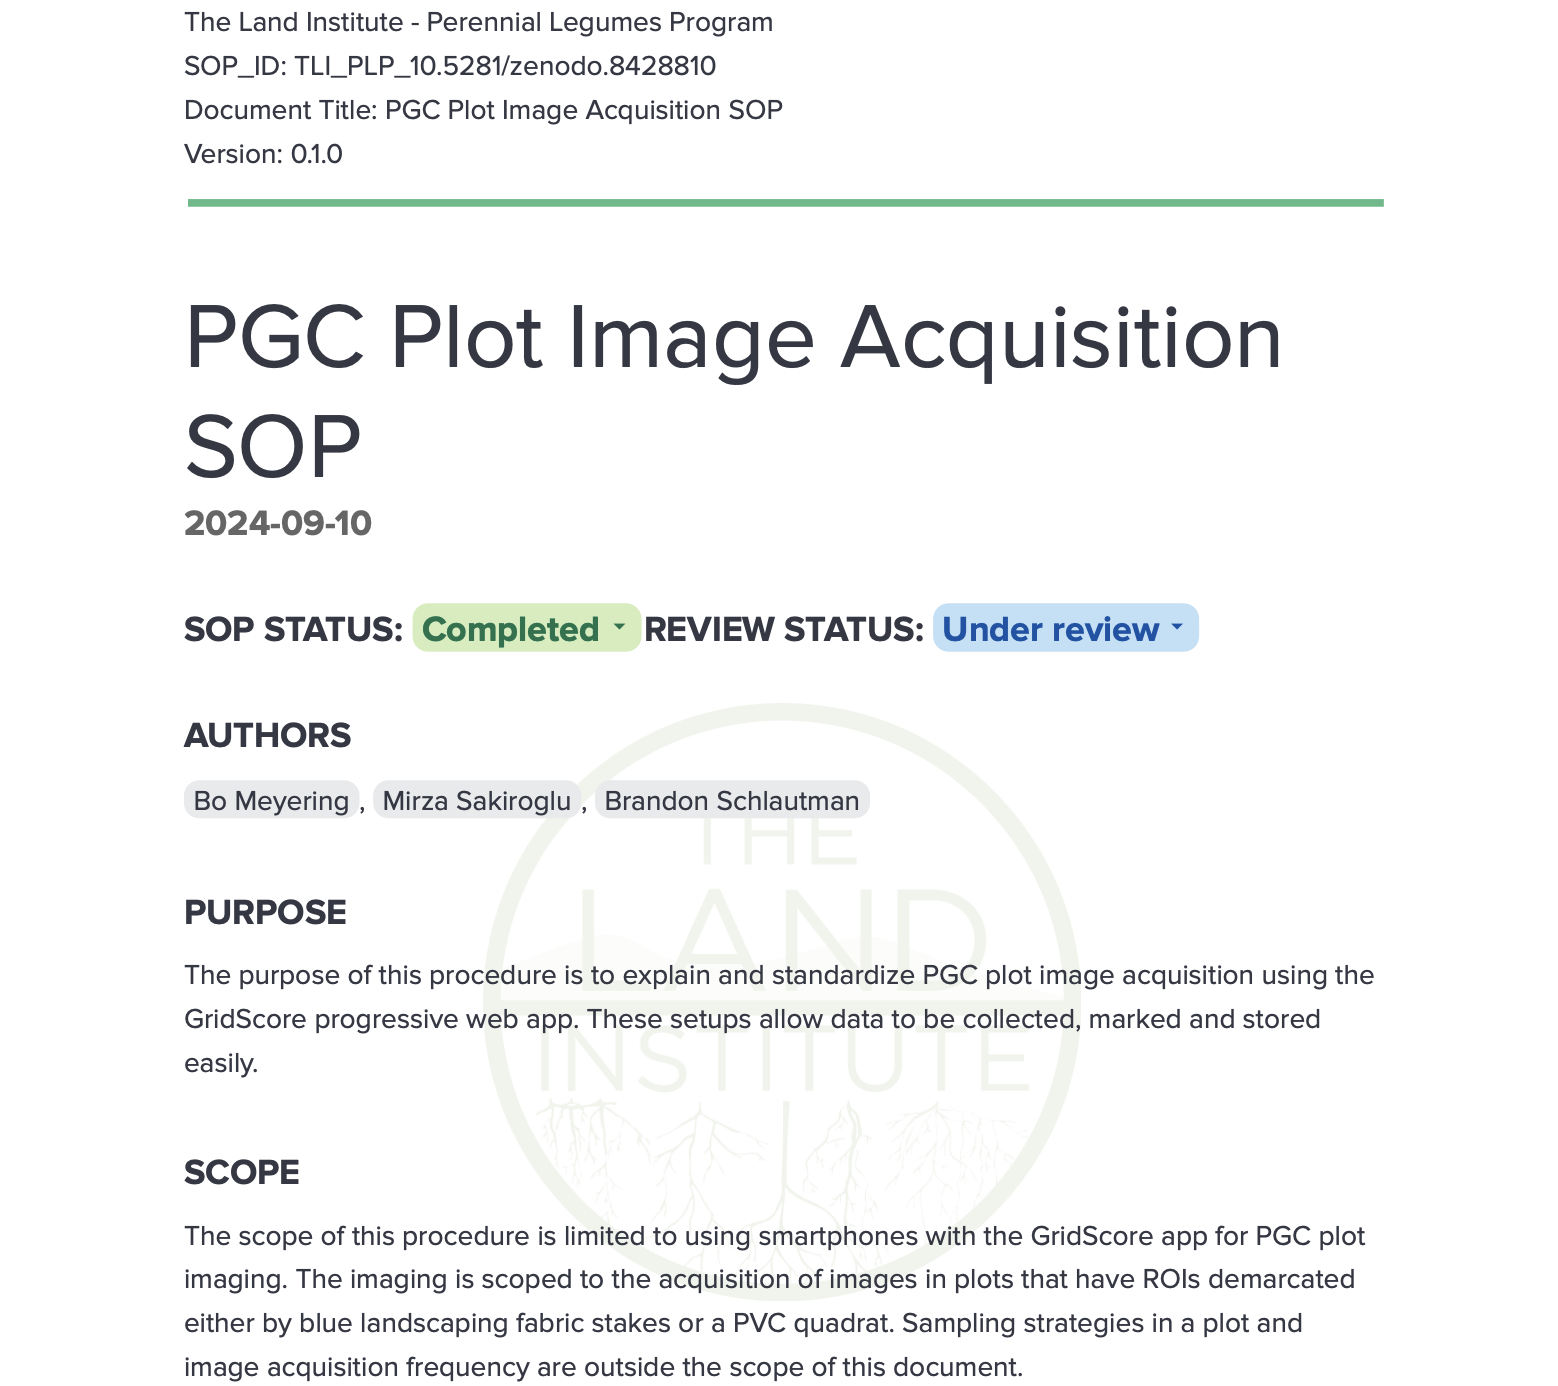 The Land Institute - Perennial Legumes Program
SOP_ID: TLI_PLP_10.5281/zenodo.8428810
Document Title: PGC Plot Image Acquisition SOP
Version: 0.1.0
PGC Plot Image Acquisition
SOP
2024-09-10
SOP STATUS: Completed REVIEW STATUS: Under review
AUTHORS
Bo Meyering, Mirza Sakiroglu, Brandon Schlautman
THE
LAND
INSTITUTE
PURPOSE
The purpose of this procedure is to explain and standardize PGC plot image acquisition using the
GridScore progressive web app. These setups allow data to be collected, marked and stored
easily.
SCOPE
The scope of this procedure is limited to using smartphones with the GridScore app for PGC plot
imaging. The imaging is scoped to the acquisition of images in plots that have ROIs demarcated
either by blue landscaping fabric stakes or a PVC quadrat. Sampling strategies in a plot and
image acquisition frequency are outside the scope of this document.